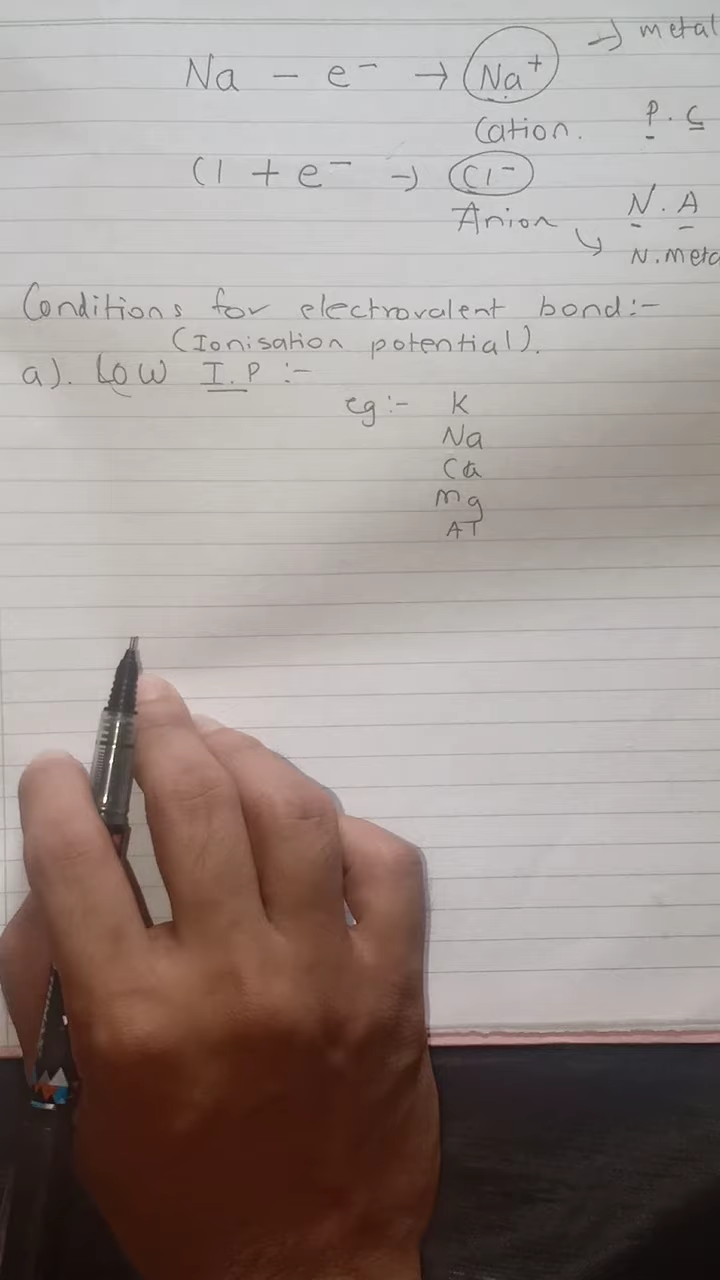 → metal
Na - e⁻ → Na⁺
Cation. P. C
Cl + e⁻ → Cl⁻
Anion N. A
N. meta
Conditions for electrovalent bond:-
(Ionisation potential).
a). Low I.P :-
eg:- K
Na
Ca
Mg
Al